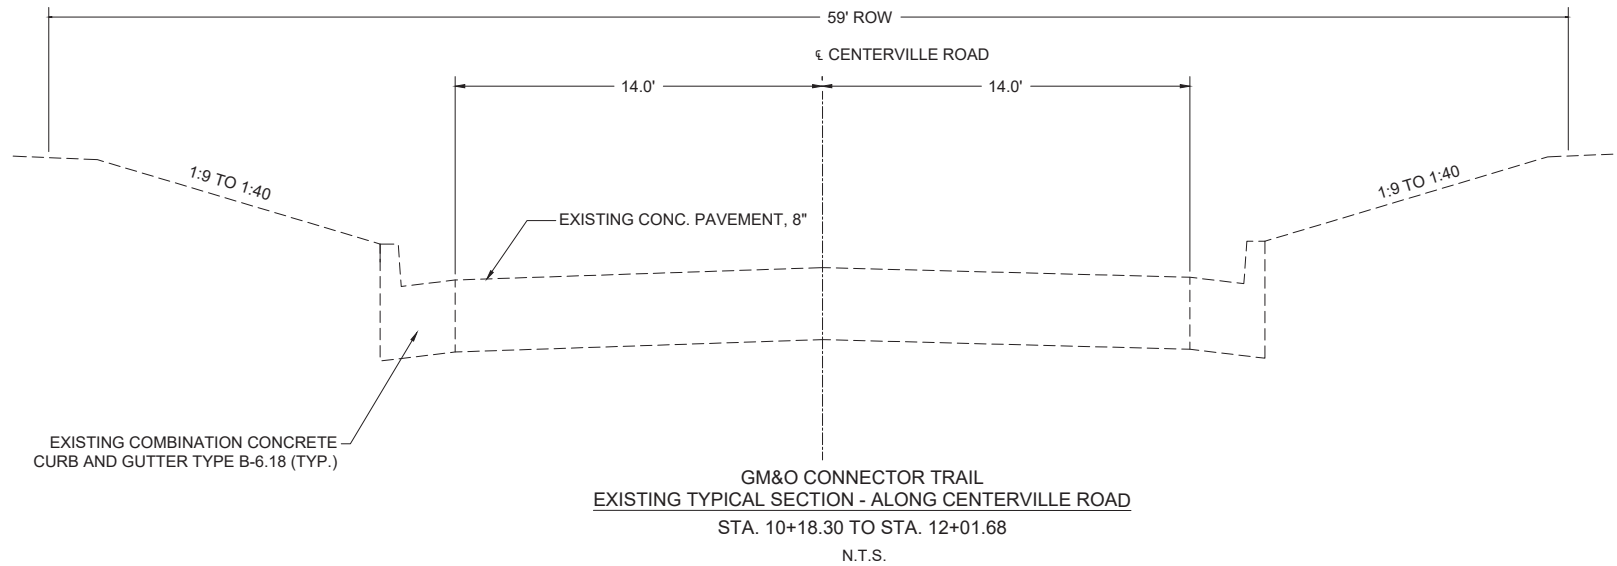 59' ROW
℄ CENTERVILLE ROAD
14.0'
14.0'
1:9 TO 1:40
1:9 TO 1:40
EXISTING CONC. PAVEMENT, 8"
EXISTING COMBINATION CONCRETE
CURB AND GUTTER TYPE B-6.18 (TYP.)
GM&O CONNECTOR TRAIL
EXISTING TYPICAL SECTION - ALONG CENTERVILLE ROAD
STA. 10+18.30 TO STA. 12+01.68
N.T.S.